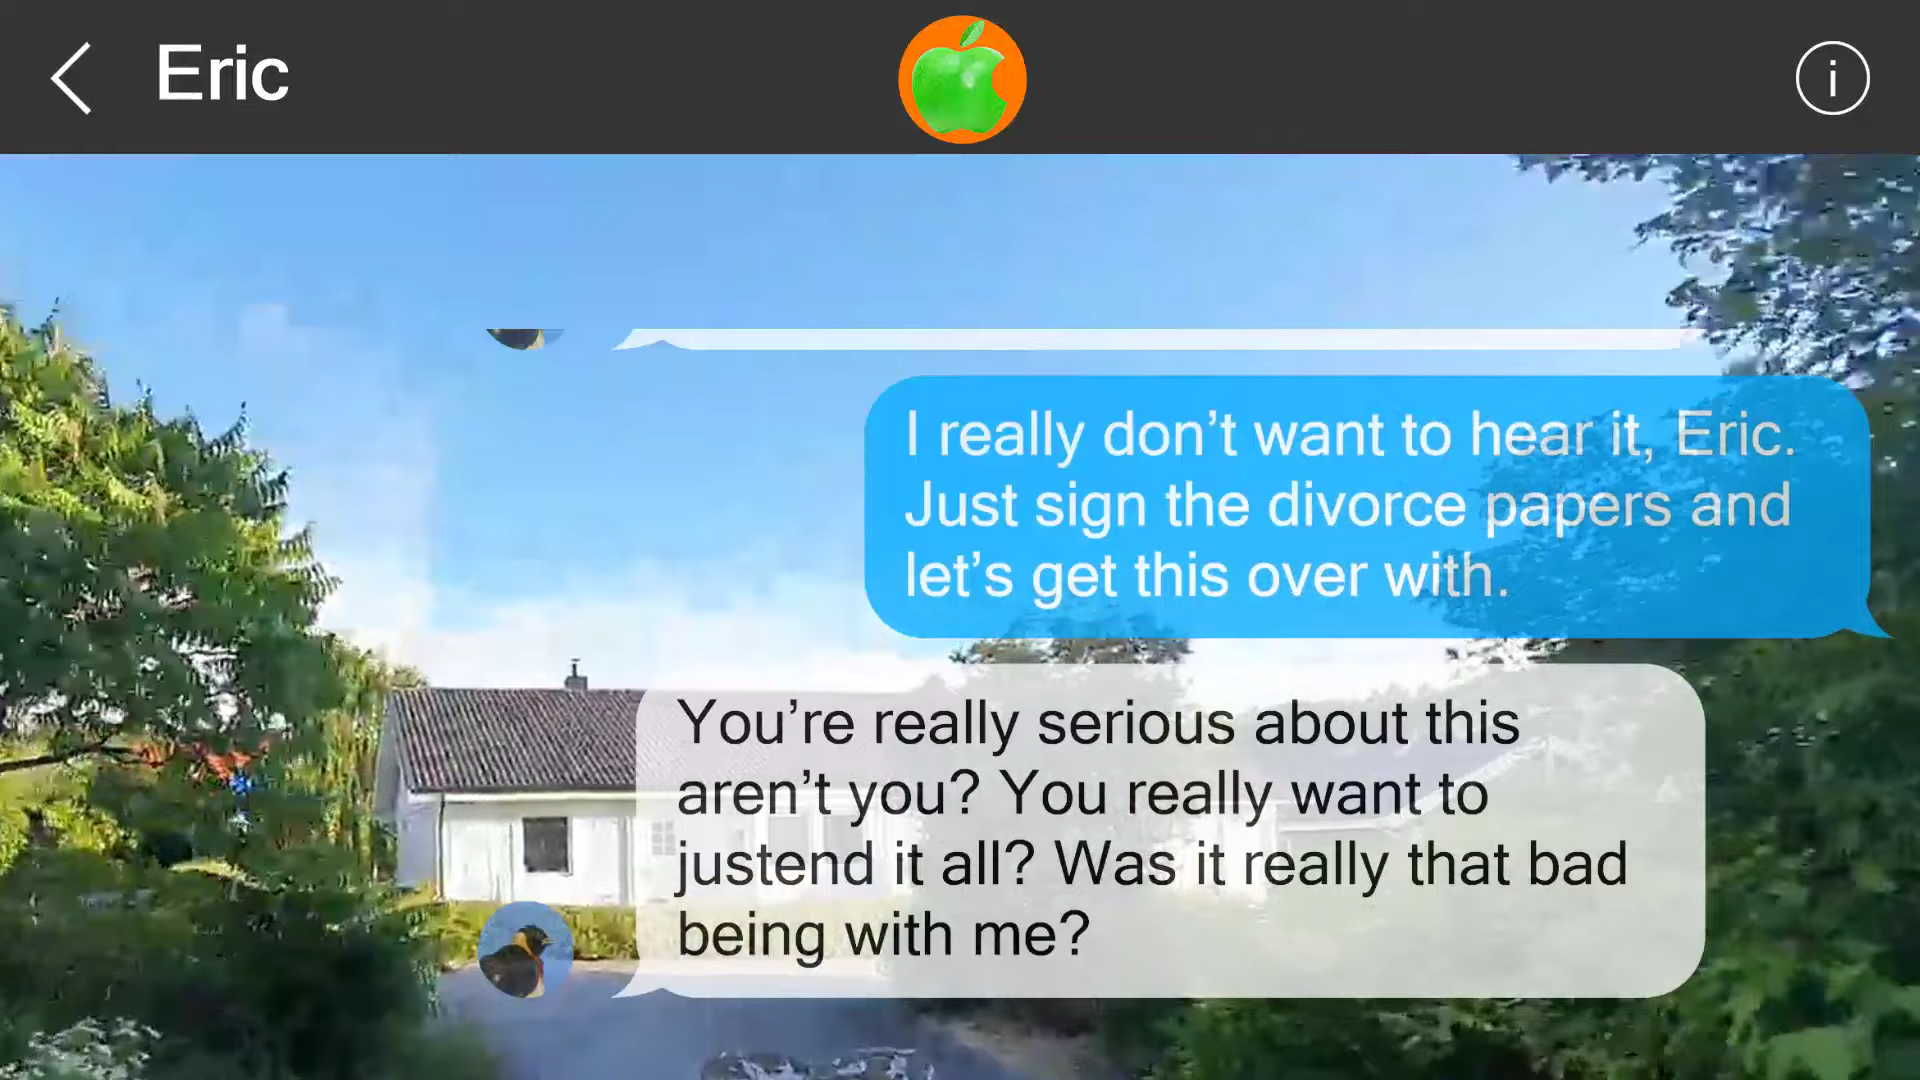 Eric
i
I really don’t want to hear it, Eric.
Just sign the divorce papers and
let’s get this over with.
You’re really serious about this
aren’t you? You really want to
justend it all? Was it really that bad
being with me?